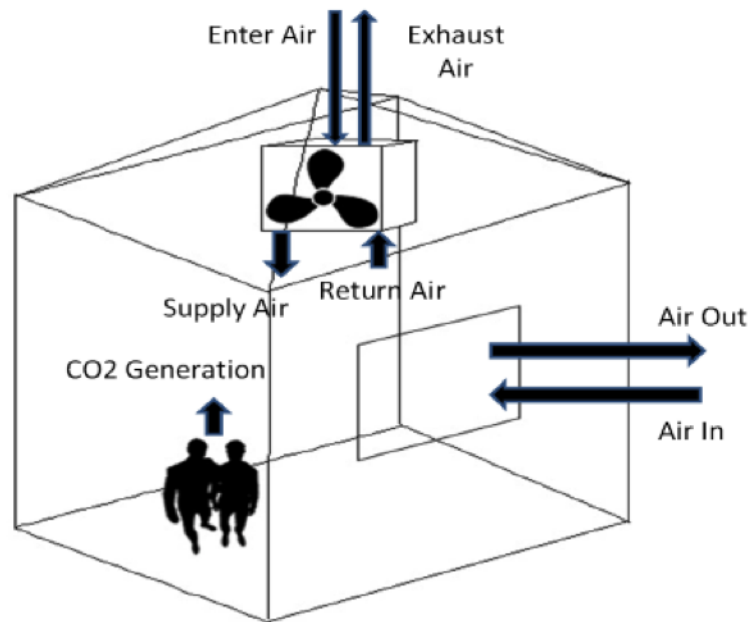 Enter Air
Exhaust
Air
Supply Air
Return Air
CO2 Generation
Air Out
Air In